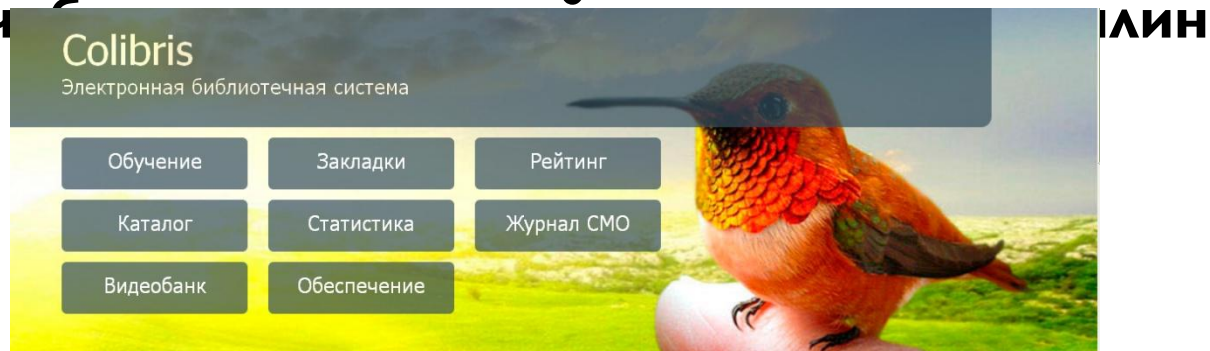 Colibris
Электронная библиотечная система
Обучение Закладки Рейтинг
Каталог Статистика Журнал СМО
Видеобанк Обеспечение